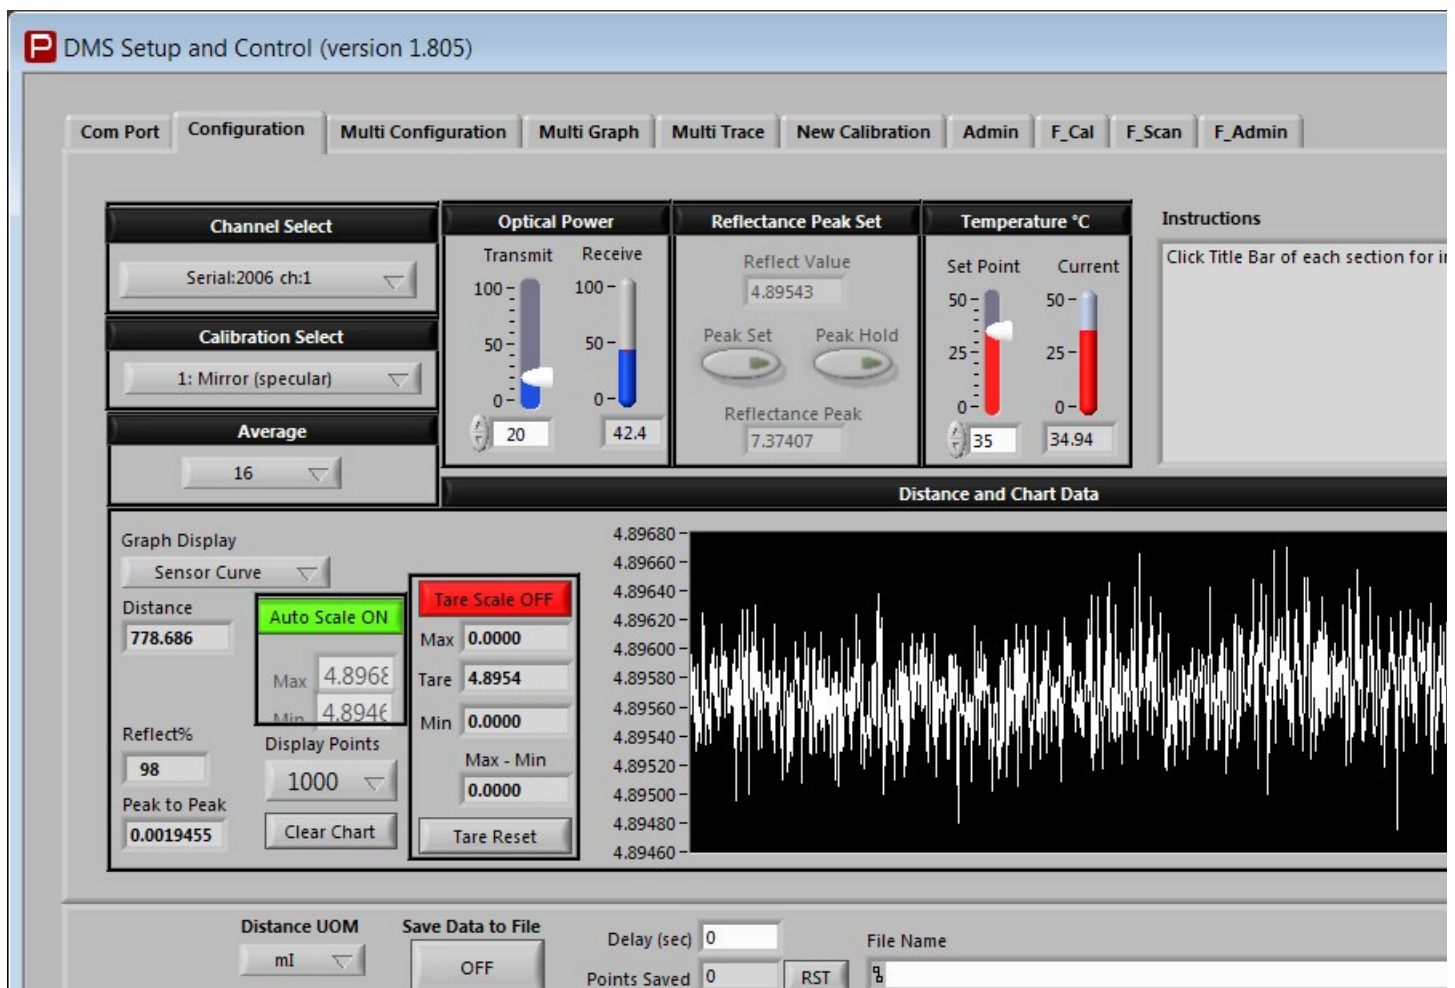 P DMS Setup and Control (version 1.805)
Com Port Configuration Multi Configuration Multi Graph Multi Trace New Calibration Admin F_Cal F_Scan F_Admin
Channel Select
Serial:2006 ch:1
Calibration Select
1: Mirror (specular)
Average
16
Optical Power
Transmit Receive
100 100
50 50
0 0
20 42.4
Reflectance Peak Set
Reflect Value
4.89543
Peak Set Peak Hold
Reflectance Peak
7.37407
Temperature °C
Set Point Current
50 50
25 25
0 0
35 34.94
Instructions
Click Title Bar of each section for
Distance and Chart Data
Graph Display
Sensor Curve
Distance
778.686
Reflect%
98
Peak to Peak
0.0019455
Auto Scale ON
Max 4.8968
Min 4.8946
Display Points
1000
Clear Chart
Tare Scale OFF
Max 0.0000
Tare 4.8954
Min 0.0000
Max - Min
0.0000
Tare Reset
4.89680
4.89660
4.89640
4.89620
4.89600
4.89580
4.89560
4.89540
4.89520
4.89500
4.89480
4.89460
Distance UOM
mI
Save Data to File
OFF
Delay (sec) 0
Points Saved 0 RST
File Name